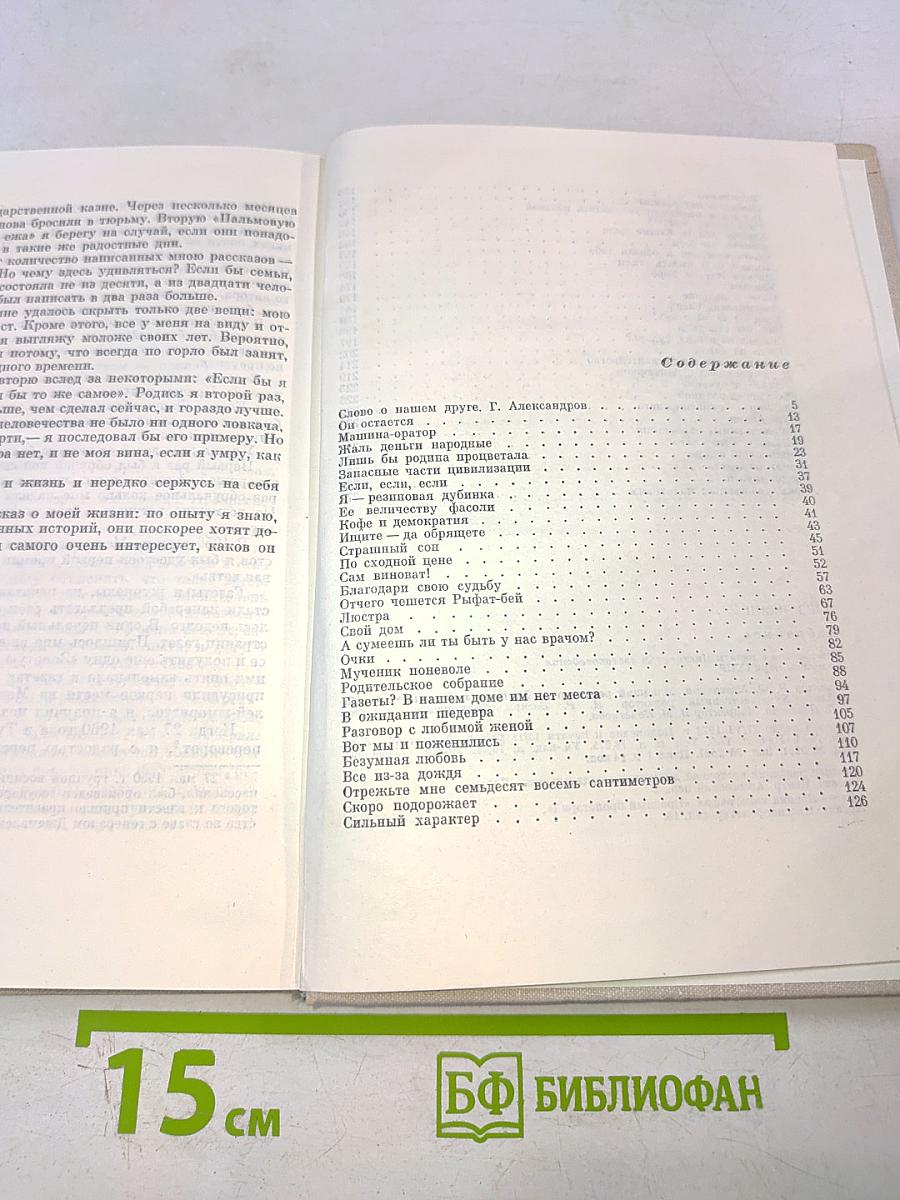 дарственной казне. Через несколько месяцев
нова бросили в тюрьму. Вторую «Пальмовую
ежа» я берегу на случай, если они понадо-
в такие же радостные дни.
количество написанных мною рассказов —
Но чему здесь удивляться? Если бы семья,
состояла не из десяти, а из двадцати чело-
был написать в два раза больше.
мне удалось скрыть только две вещи: мою
ст. Кроме этого, все у меня на виду и от-
я выгляжу моложе своих лет. Вероятно,
потому, что всегда по горло был занят,
дного времени.
вторю вслед за некоторыми: «Если бы я
бы то же самое». Родись я второй раз,
ьше, чем сделал сейчас, и гораздо лучше.
человечества не было ни одного ловкача,
рти,— я последовал бы его примеру. Но
ра нет, и не моя вина, если я умру, как
и жизнь и нередко сержусь на себя
сказ о моей жизни: по опыту я знаю,
нных историй, они поскорее хотят до-
самого очень интересует, каков он
Содержание
Слово о нашем друге. Г. Александров 5
Он остается 13
Машина-оратор 17
Жаль деньги народные 19
Лишь бы родина процветала 23
Запасные части цивилизации 31
Если, если, если 37
Я — резиновая дубинка 39
Ее величеству фасоли 40
Кофе и демократия 41
Ищите — да обрящете 43
Страшный сон 45
По сходной цене 51
Сам виноват! 52
Благодари свою судьбу 57
Отчего чешется Рыфат-бей 63
Люстра 67
Свой дом 76
А сумеешь ли ты быть у нас врачом? 79
Очки 82
Мученик поневоле 85
Родительское собрание 88
Газеты? В нашем доме им нет места 94
В ожидании шедевра 97
Разговор с любимой женой 105
Вот мы и поженились 107
Безумная любовь 110
Все из-за дождя 117
Отрежьте мне семьдесят восемь сантиметров 120
Скоро подорожает 124
Сильный характер 126
15 см
БФ БИБЛИОФАН